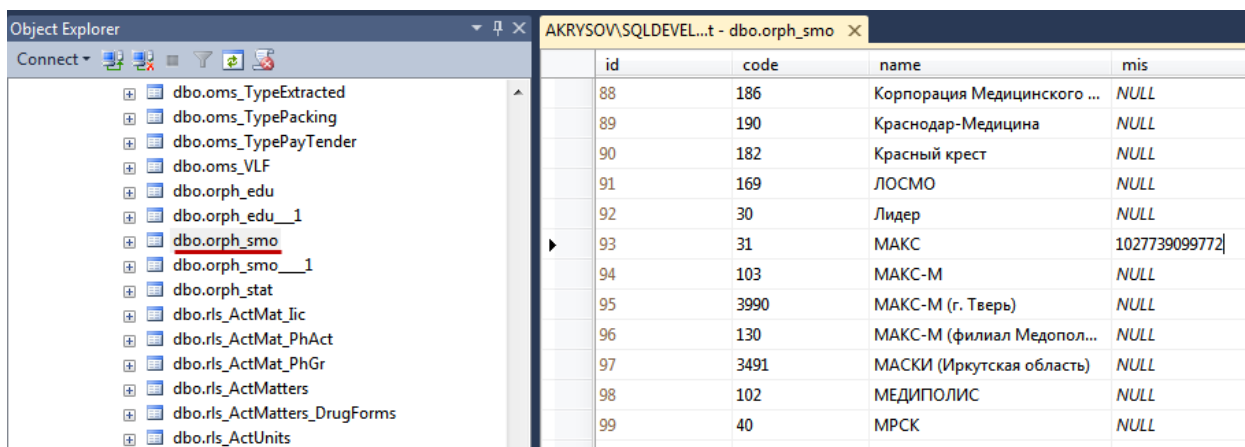 Object Explorer
Connect
dbo.oms_TypeExtracted
dbo.oms_TypePacking
dbo.oms_TypePayTender
dbo.oms_VLF
dbo.orph_edu
dbo.orph_edu__1
dbo.orph_smo
dbo.orph_smo___1
dbo.orph_stat
dbo.rls_ActMat_Iic
dbo.rls_ActMat_PhAct
dbo.rls_ActMat_PhGr
dbo.rls_ActMatters
dbo.rls_ActMatters_DrugForms
dbo.rls_ActUnits
AKRYSOV\SQLDEVEL...t - dbo.orph_smo
id code name mis
88 186 Корпорация Медицинского ... NULL
89 190 Краснодар-Медицина NULL
90 182 Красный крест NULL
91 169 ЛОСМО NULL
92 30 Лидер NULL
93 31 МАКС 1027739099772
94 103 МАКС-М NULL
95 3990 МАКС-М (г. Тверь) NULL
96 130 МАКС-М (филиал Медопол... NULL
97 3491 МАСКИ (Иркутская область) NULL
98 102 МЕДИПОЛИС NULL
99 40 МРСК NULL